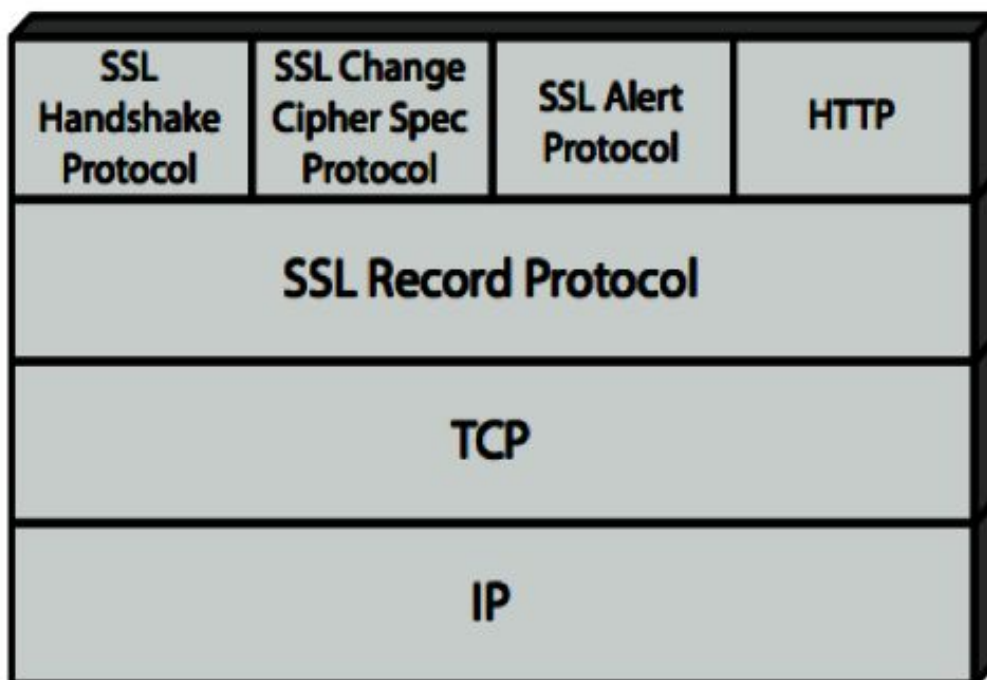 SSL
Handshake
Protocol
SSL Change
Cipher Spec
Protocol
SSL Alert
Protocol
HTTP
SSL Record Protocol
TCP
IP